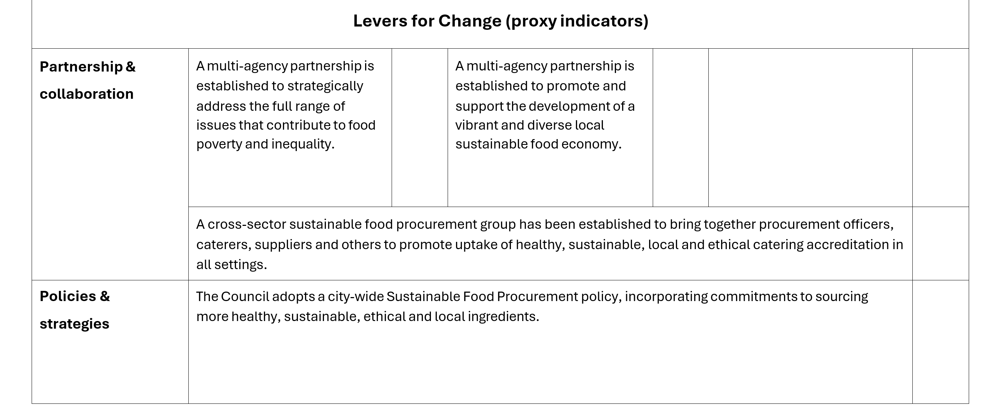 Levers for Change (proxy indicators)
Partnership &
collaboration
A multi-agency partnership is
established to strategically
address the full range of
issues that contribute to food
poverty and inequality.
A multi-agency partnership is
established to promote and
support the development of a
vibrant and diverse local
sustainable food economy.
A cross-sector sustainable food procurement group has been established to bring together procurement officers,
caterers, suppliers and others to promote uptake of healthy, sustainable, local and ethical catering accreditation in
all settings.
Policies &
strategies
The Council adopts a city-wide Sustainable Food Procurement policy, incorporating commitments to sourcing
more healthy, sustainable, ethical and local ingredients.